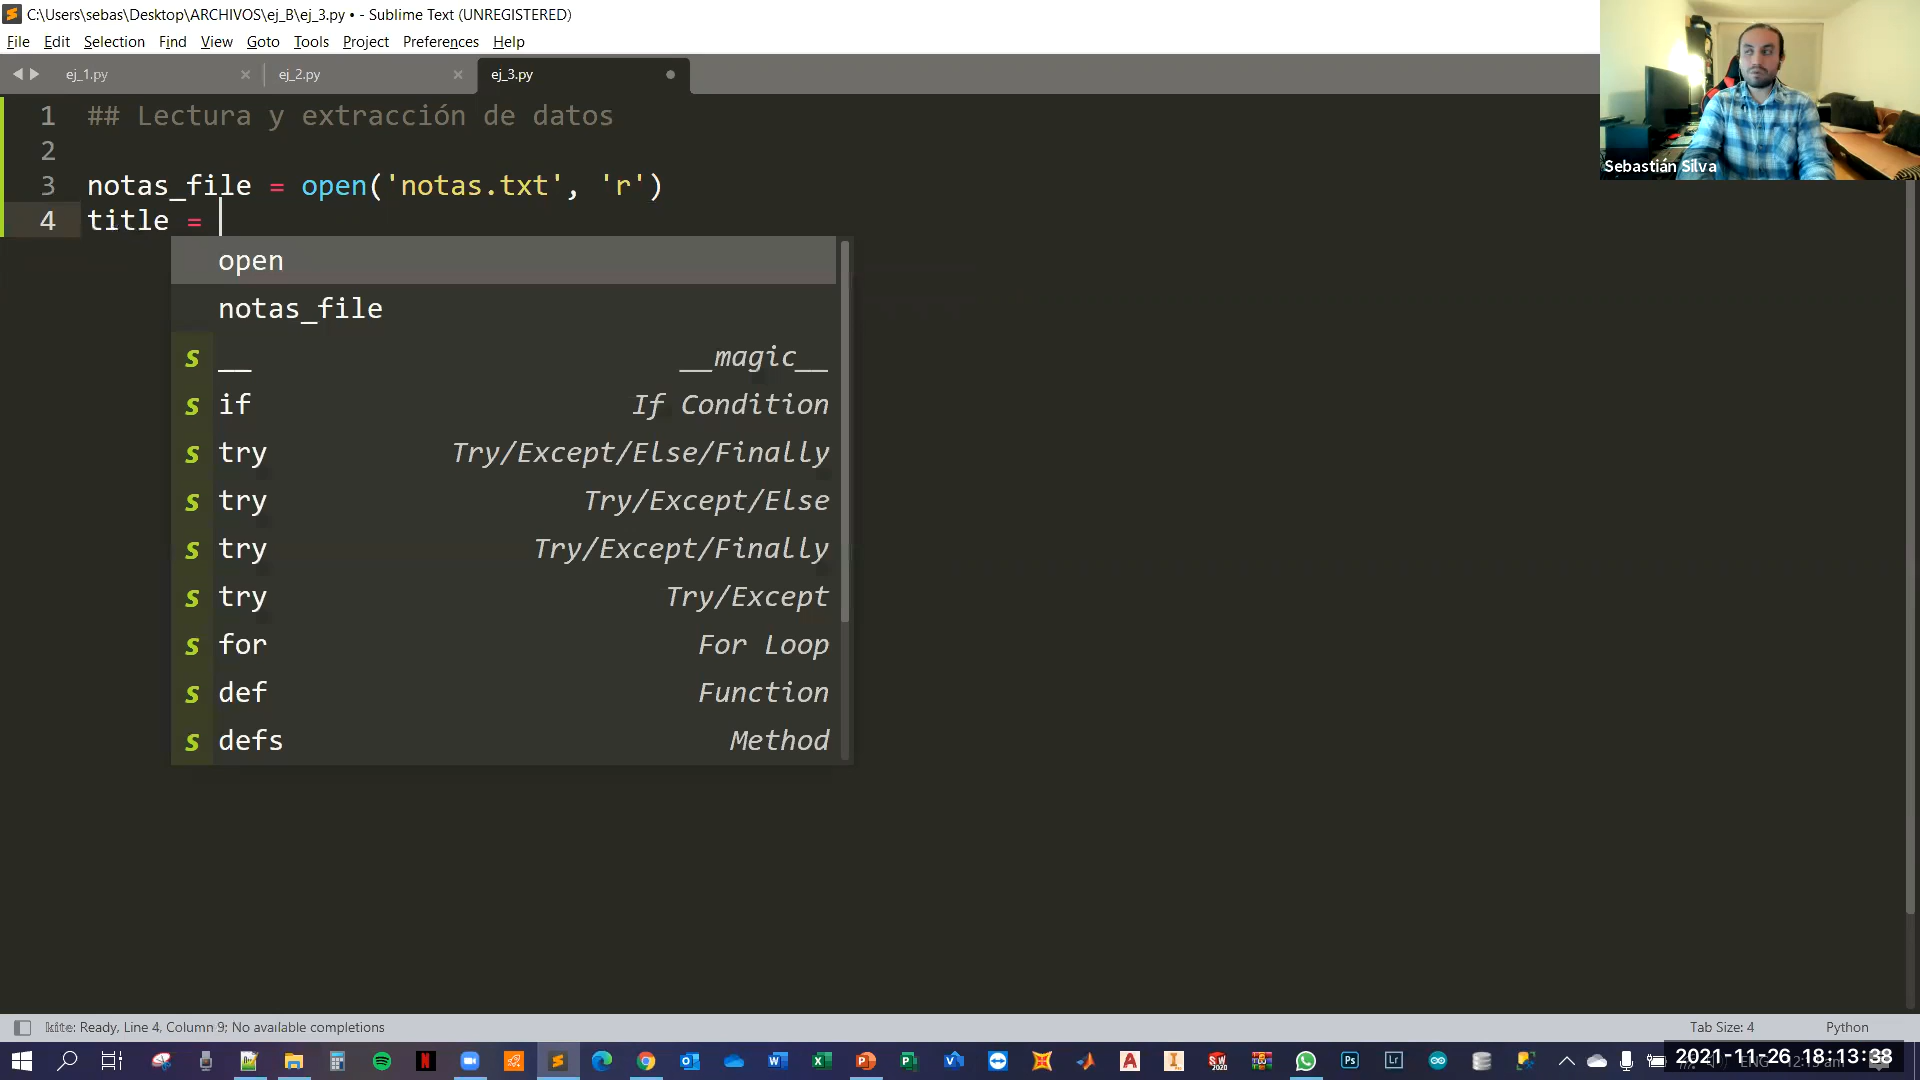 C:\Users\sebas\Desktop\ARCHIVOS\ej_B\ej_3.py • - Sublime Text (UNREGISTERED)
File Edit Selection Find View Goto Tools Project Preferences Help
ej_1.py × ej_2.py × ej_3.py
1 ## Lectura y extracción de datos
2
3 notas_file = open('notas.txt', 'r')
4 title =
open
notas_file
s __ __magic__
s if If Condition
s try Try/Except/Else/Finally
s try Try/Except/Else
s try Try/Except/Finally
s try Try/Except
s for For Loop
s def Function
s defs Method
Sebastián Silva
kite: Ready, Line 4, Column 9; No available completions
Tab Size: 4 Python
2021-11-26 18:13:38